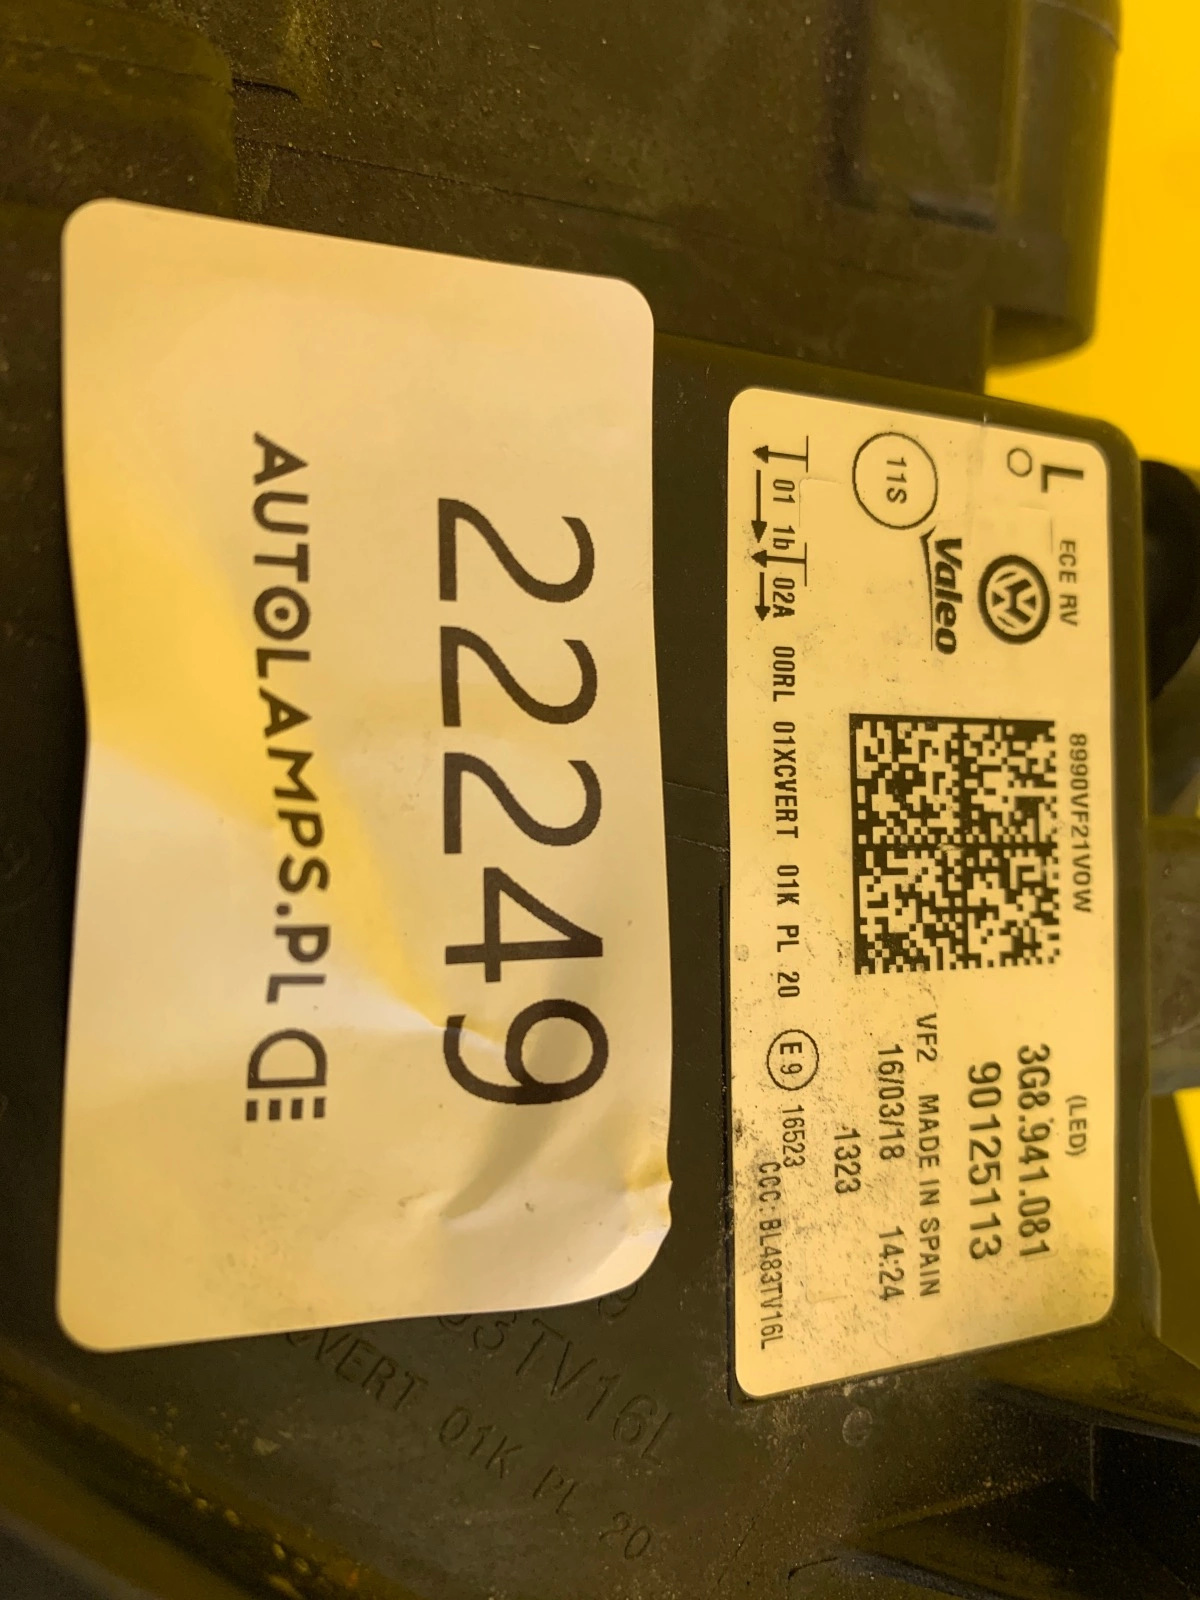 22249
AUTOLAMPS.PL
L
ECE RV
8990VF21VOW
(LED)
3G8.941.081
90125113
11S
Valeo
VF2 MADE IN SPAIN
16/03/18 14:24
1323
01 1b 02A 00RL 01XCVERT 01K PL 20 E9 16523
CCC:BL483TV16L
3TV16L
VERT 01K PL 20